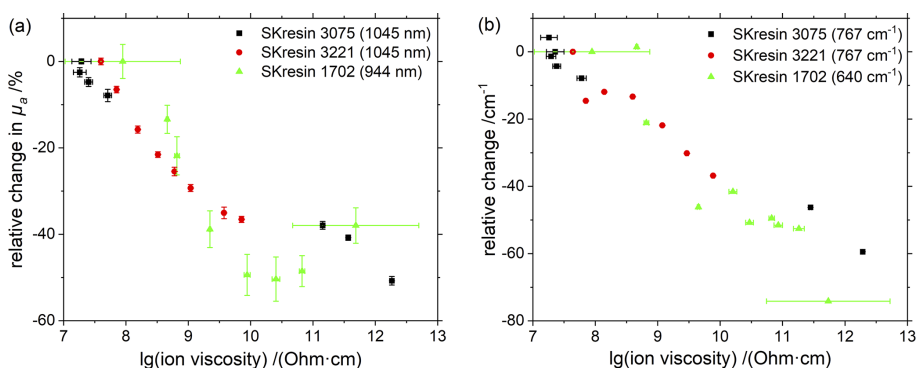 (a)
SKresin 3075 (1045 nm)
SKresin 3221 (1045 nm)
SKresin 1702 (944 nm)
0
-20
-40
-60
relative change in μa /%
7 8 9 10 11 12 13
lg(ion viscosity) /(Ohm·cm)
(b)
SKresin 3075 (767 cm⁻¹)
SKresin 3221 (767 cm⁻¹)
SKresin 1702 (640 cm⁻¹)
0
-20
-40
-60
-80
relative change /cm⁻¹
7 8 9 10 11 12 13
lg(ion viscosity) /(Ohm·cm)